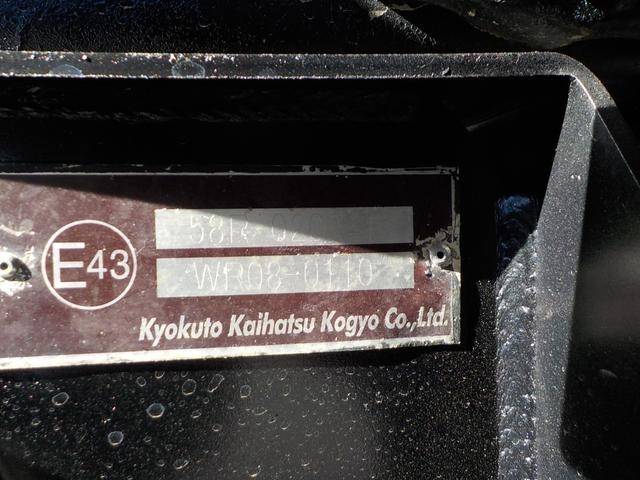 E43
WR08-0110
Kyokuto Kaihatsu Kogyo Co.,Ltd.